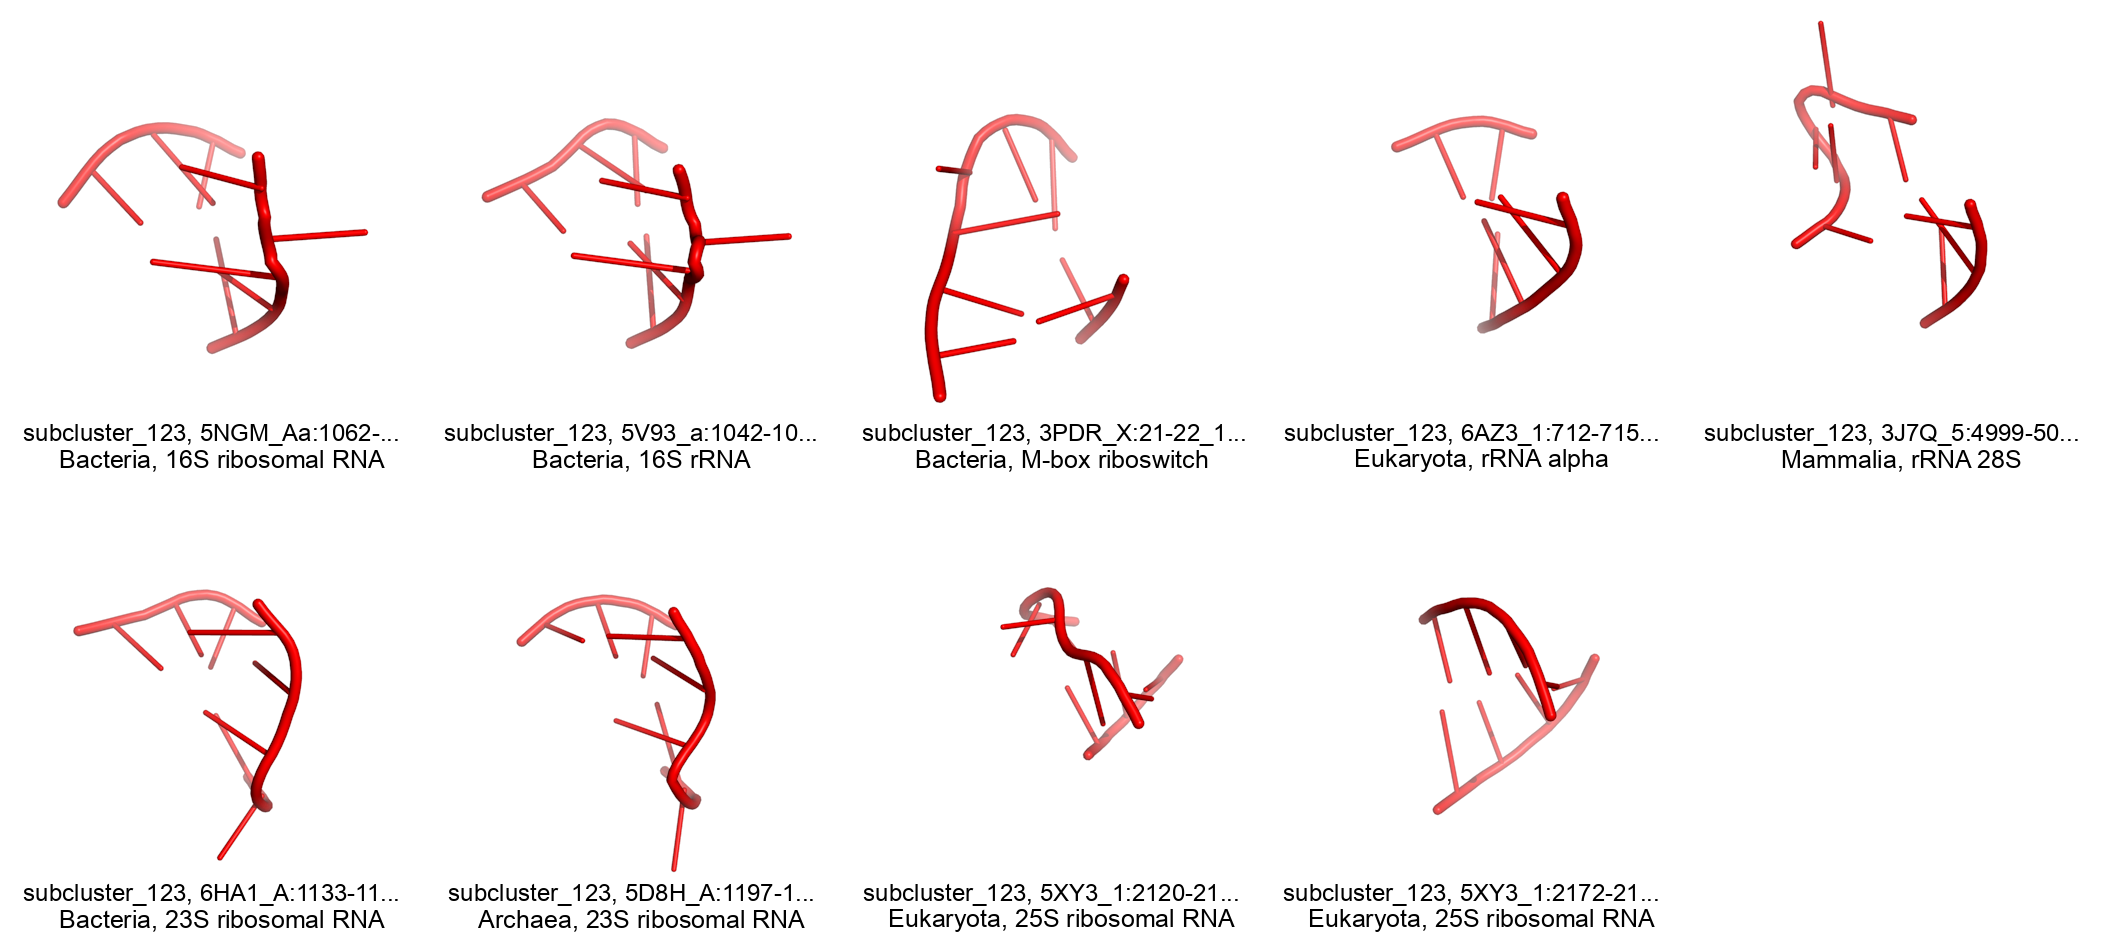 subcluster_123, 5NGM_Aa:1062-...
Bacteria, 16S ribosomal RNA
subcluster_123, 5V93_a:1042-10...
Bacteria, 16S rRNA
subcluster_123, 3PDR_X:21-22_1...
Bacteria, M-box riboswitch
subcluster_123, 6AZ3_1:712-715...
Eukaryota, rRNA alpha
subcluster_123, 3J7Q_5:4999-50...
Mammalia, rRNA 28S
subcluster_123, 6HA1_A:1133-11...
Bacteria, 23S ribosomal RNA
subcluster_123, 5D8H_A:1197-1...
Archaea, 23S ribosomal RNA
subcluster_123, 5XY3_1:2120-21...
Eukaryota, 25S ribosomal RNA
subcluster_123, 5XY3_1:2172-21...
Eukaryota, 25S ribosomal RNA